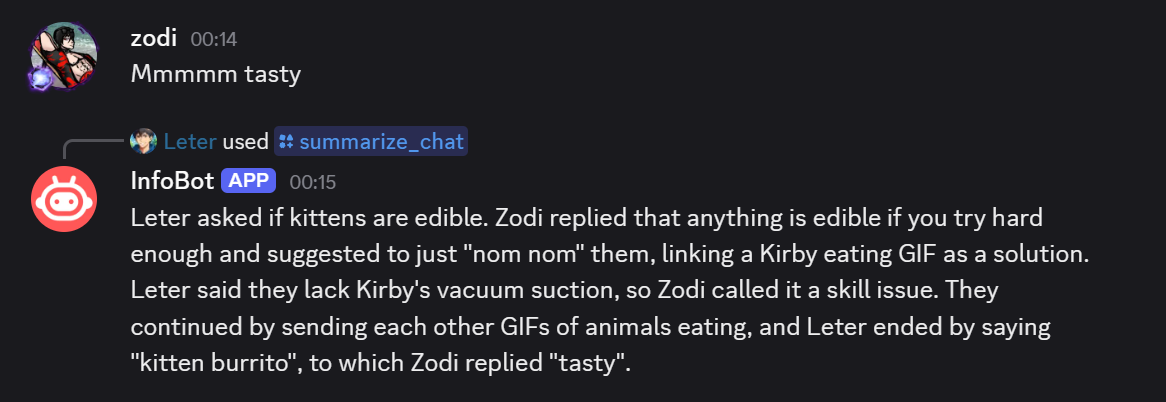 zodi 00:14
Mmmmm tasty
Leter used summarize_chat
InfoBot APP 00:15
Leter asked if kittens are edible. Zodi replied that anything is edible if you try hard
enough and suggested to just "nom nom" them, linking a Kirby eating GIF as a solution.
Leter said they lack Kirby's vacuum suction, so Zodi called it a skill issue. They
continued by sending each other GIFs of animals eating, and Leter ended by saying
"kitten burrito", to which Zodi replied "tasty".